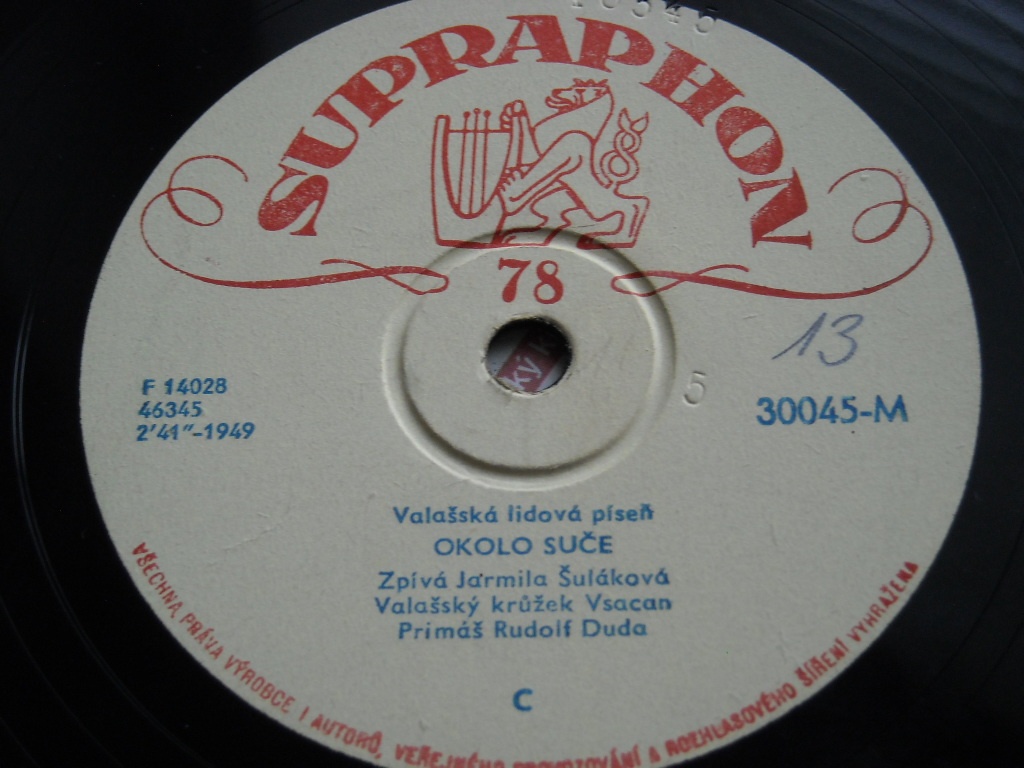 SUPRAPHON
78
13
F 14028
46345
2'41"-1949
5
30045-M
Valašská lidová píseň
OKOLO SUČE
Zpívá Jarmila Šuláková
Valašský krůžek Vsacan
Primáš Rudolf Duda
C
VŠECHNA PRÁVA VÝROBCE I AUTORŮ, VEŘEJNÉHO PROVOZOVÁNÍ A ROZHLASOVÉHO ŠÍŘENÍ VYHRAŽENA
ký